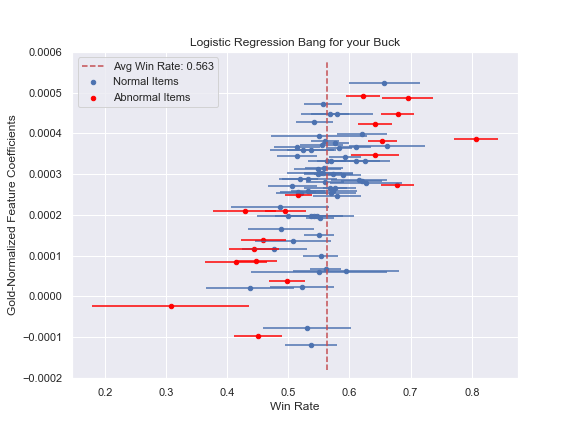 Logistic Regression Bang for your Buck
Avg Win Rate: 0.563
Normal Items
Abnormal Items
Gold-Normalized Feature Coefficients
0.0006
0.0005
0.0004
0.0003
0.0002
0.0001
0.0000
−0.0001
−0.0002
0.2 0.3 0.4 0.5 0.6 0.7 0.8
Win Rate